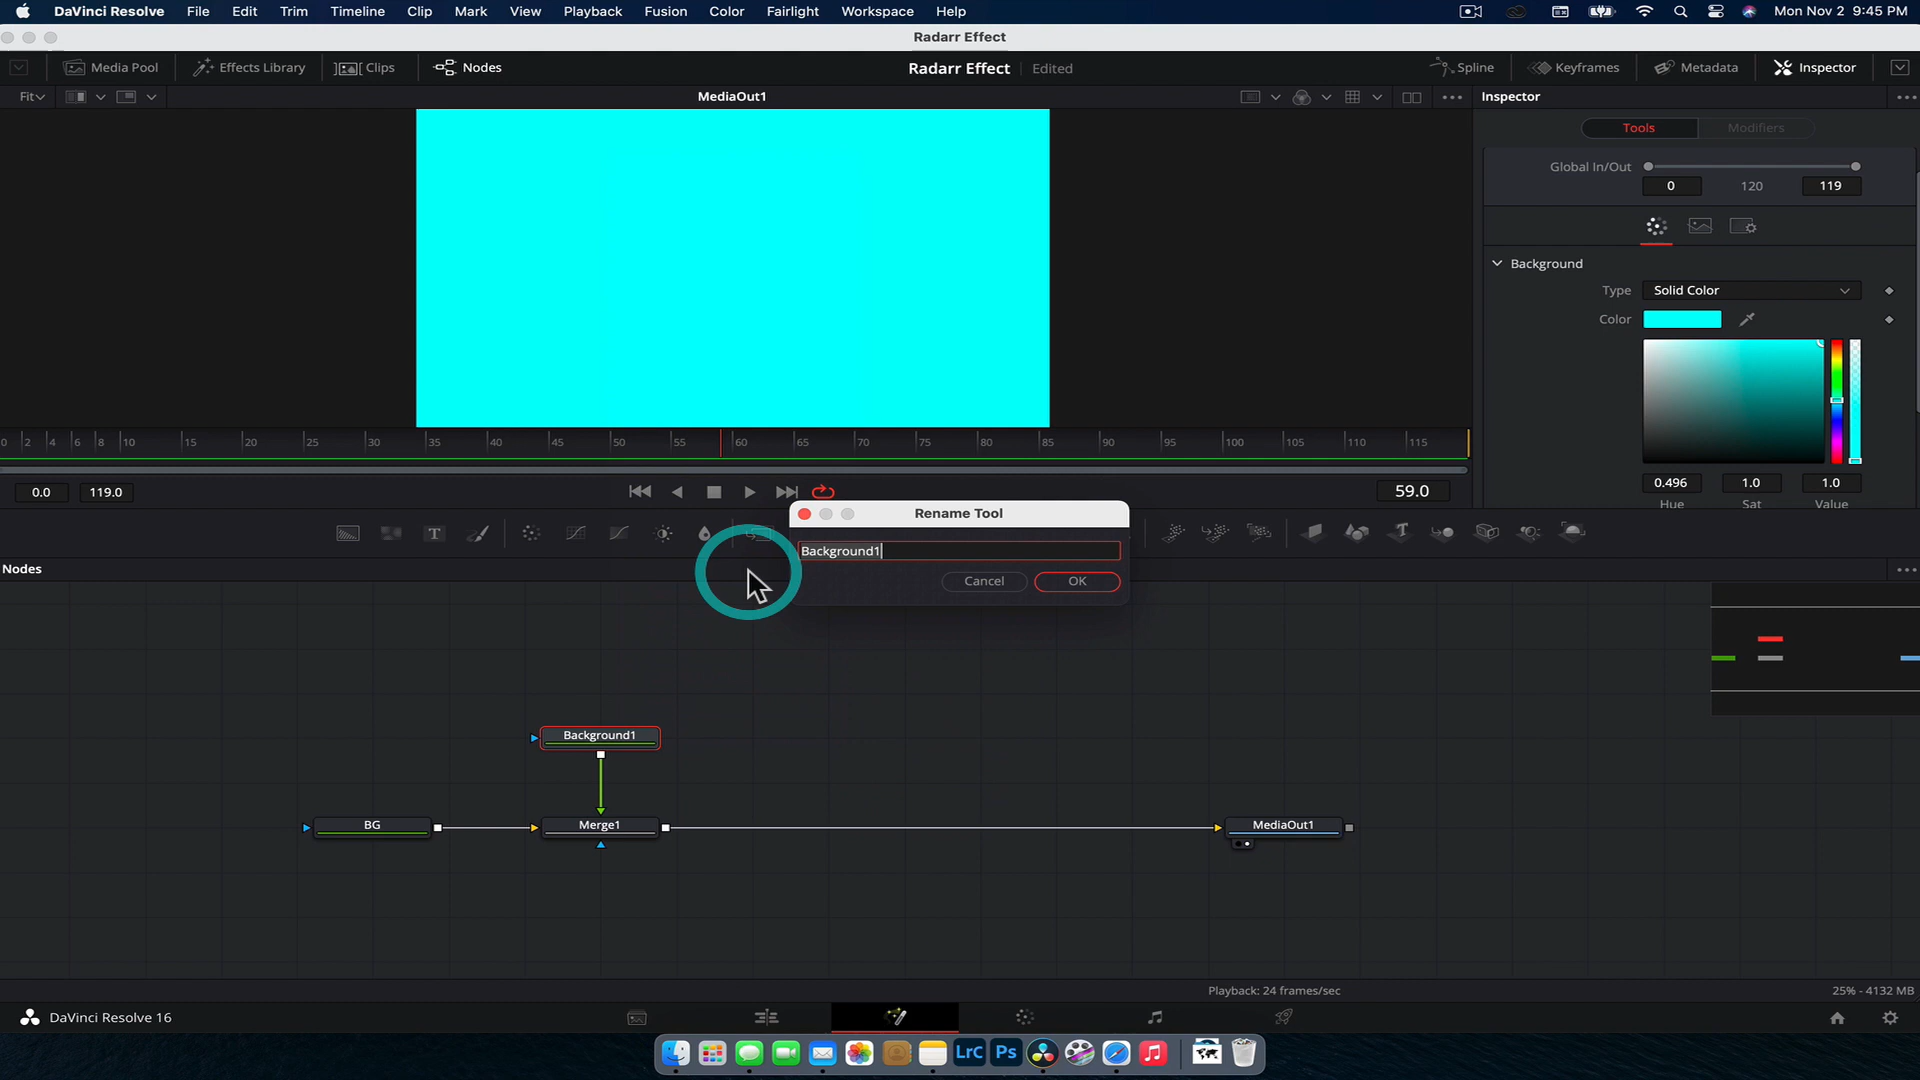 DaVinci Resolve File Edit Trim Timeline Clip Mark View Playback Fusion Color Fairlight Workspace Help Mon Nov 2 9:45 PM
Radarr Effect
Media Pool Effects Library Clips Nodes Radarr Effect Edited Spline Keyframes Metadata Inspector
Fit MediaOut1 Inspector
Tools Modifiers
Global In/Out
0 120 119
Background
Type Solid Color
Color
0 2 4 6 8 10 15 20 25 30 35 40 45 50 55 60 65 70 75 80 85 90 95 100 105 110 115
0.496 1.0 1.0
Hue Sat Value
0.0 119.0 59.0
Rename Tool
T
Background1
Cancel OK
Nodes
Background1
BG Merge1 MediaOut1
Playback: 24 frames/sec 25% - 4132 MB
DaVinci Resolve 16
LrC Ps